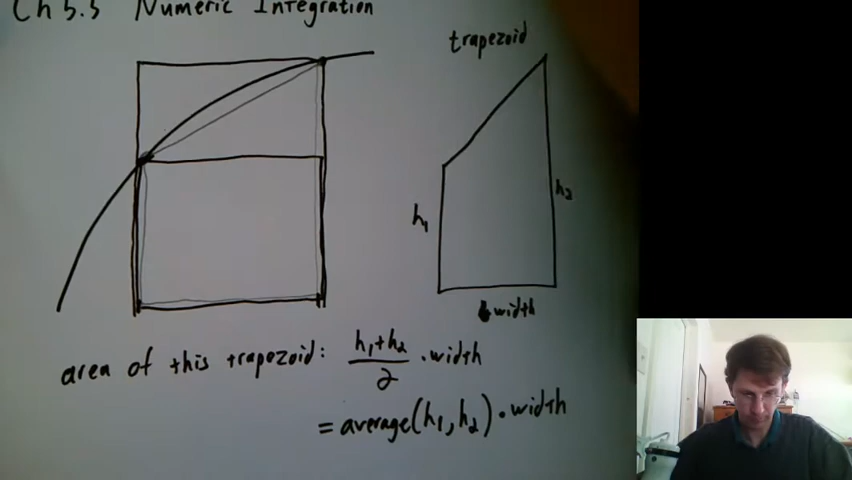 Ch 5.5 Numeric Integration
trapezoid
h₁
h₂
width
area of this trapezoid: (h₁+h₂)/2 · width
= average(h₁, h₂) · width